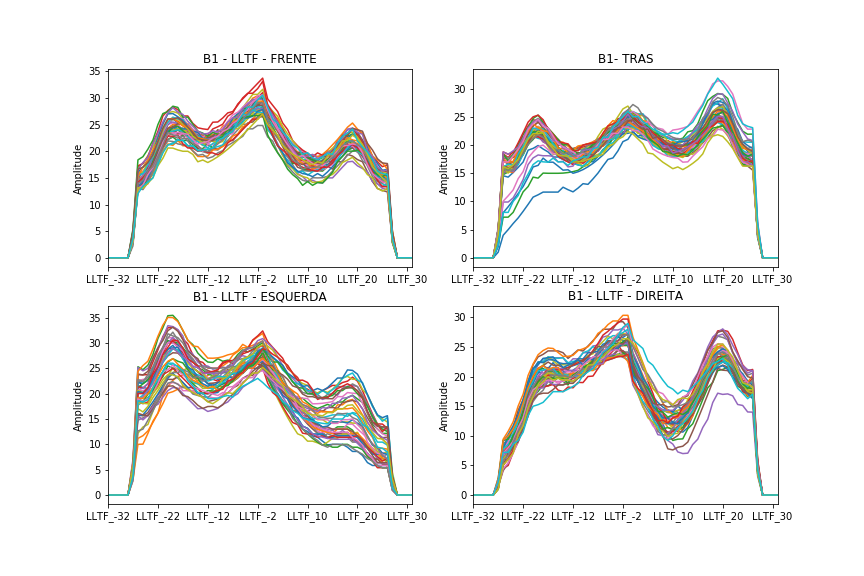 B1 - LLTF - FRENTE
Amplitude
35
30
25
20
15
10
5
0
LLTF_-32 LLTF_-22 LLTF_-12 LLTF_-2 LLTF_10 LLTF_20 LLTF_30
B1- TRAS
Amplitude
30
25
20
15
10
5
0
LLTF_-32 LLTF_-22 LLTF_-12 LLTF_-2 LLTF_10 LLTF_20 LLTF_30
B1 - LLTF - ESQUERDA
Amplitude
35
30
25
20
15
10
5
0
LLTF_-32 LLTF_-22 LLTF_-12 LLTF_-2 LLTF_10 LLTF_20 LLTF_30
B1 - LLTF - DIREITA
Amplitude
30
25
20
15
10
5
0
LLTF_-32 LLTF_-22 LLTF_-12 LLTF_-2 LLTF_10 LLTF_20 LLTF_30